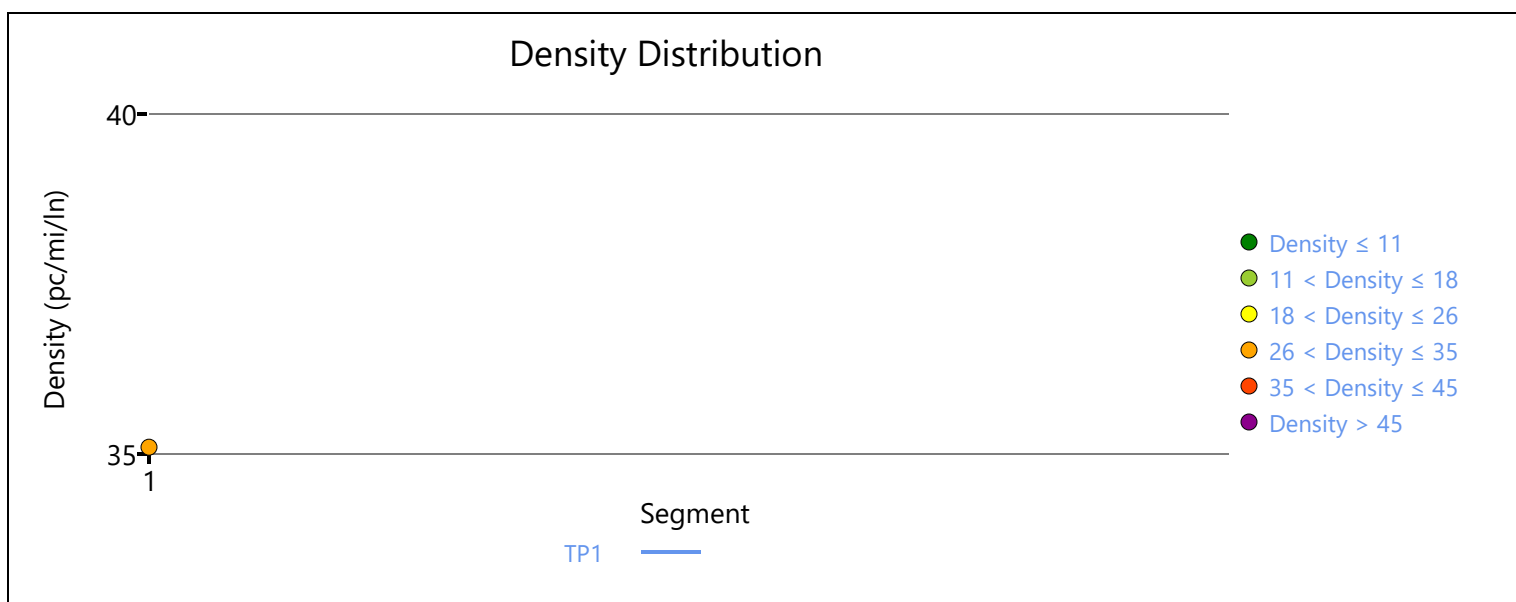 Density Distribution
40
Density (pc/mi/ln)
35
1
Segment
TP1
Density ≤ 11
11 < Density ≤ 18
18 < Density ≤ 26
26 < Density ≤ 35
35 < Density ≤ 45
Density > 45